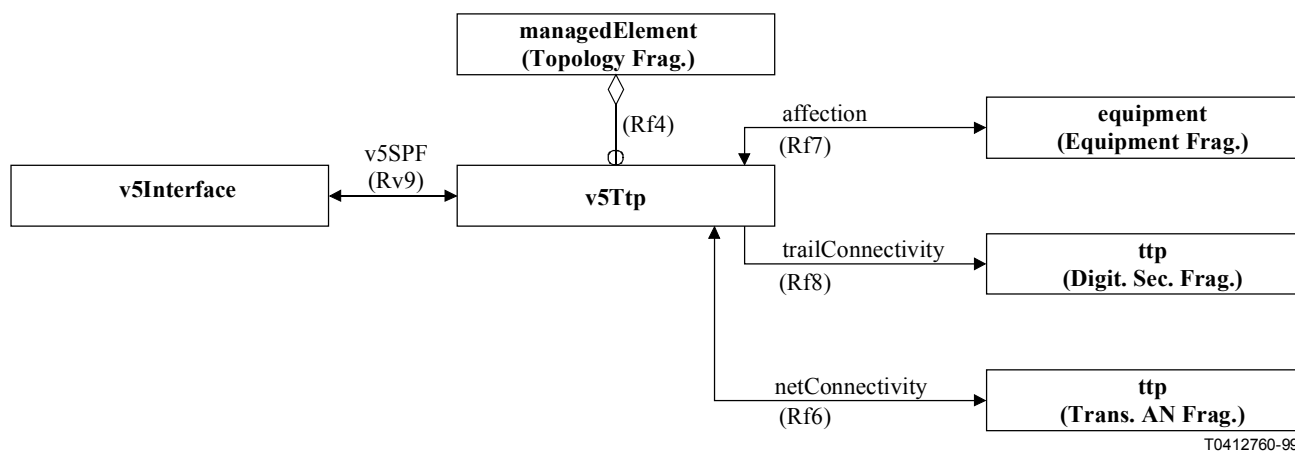 managedElement
(Topology Frag.)
(Rf4)
affection
(Rf7)
equipment
(Equipment Frag.)
v5SPF
(Rv9)
v5Interface
v5Ttp
trailConnectivity
(Rf8)
ttp
(Digit. Sec. Frag.)
netConnectivity
(Rf6)
ttp
(Trans. AN Frag.)
T0412760-99